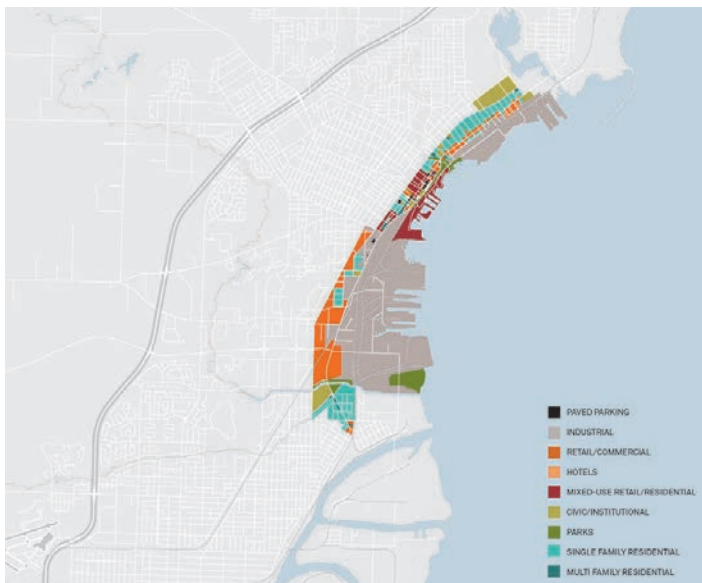 PAVED PARKING
INDUSTRIAL
RETAIL/COMMERCIAL
HOTELS
MIXED-USE RETAIL/RESIDENTIAL
CIVIC/INSTITUTIONAL
PARKS
SINGLE FAMILY RESIDENTIAL
MULTI FAMILY RESIDENTIAL